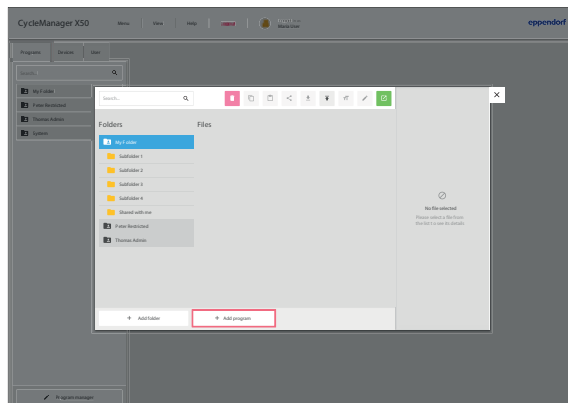 CycleManager X50
Menu
View
Help
eppendorf
Programs
Devices
User
Search...
My Folder
Peter Restricted
Thomas Admin
System
Search...
Folders
Files
My Folder
Subfolder 1
Subfolder 2
Subfolder 3
Subfolder 4
Shared with me
Peter Restricted
Thomas Admin
No file selected
Please select a file from
the list to see its details
+ Add folder
+ Add program
Program manager